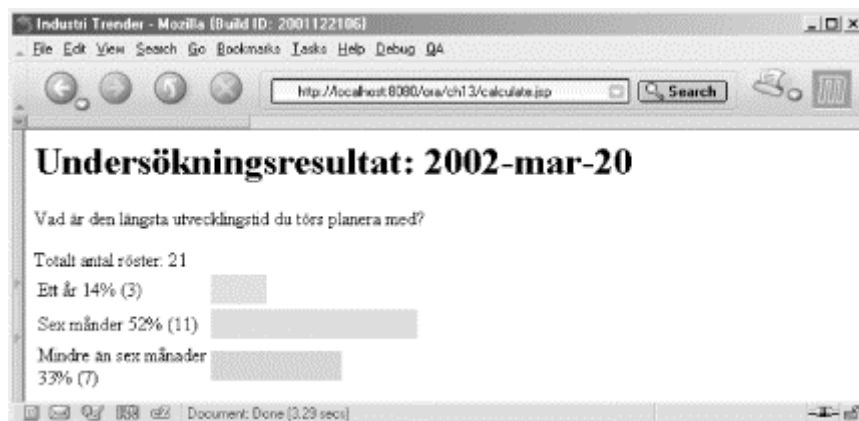 Industri Trender - Mozilla {Build ID: 2001122106}
File Edit View Search Go Bookmarks Tasks Help Debug QA
http://localhost:8080/ora/ch13/calculate.jsp Search
Undersökningsresultat: 2002-mar-20
Vad är den längsta utvecklingstid du törs planera med?
Totalt antal röster: 21
Ett år 14% (3)
Sex månder 52% (11)
Mindre än sex månader
33% (7)
Document: Done (3.29 secs)